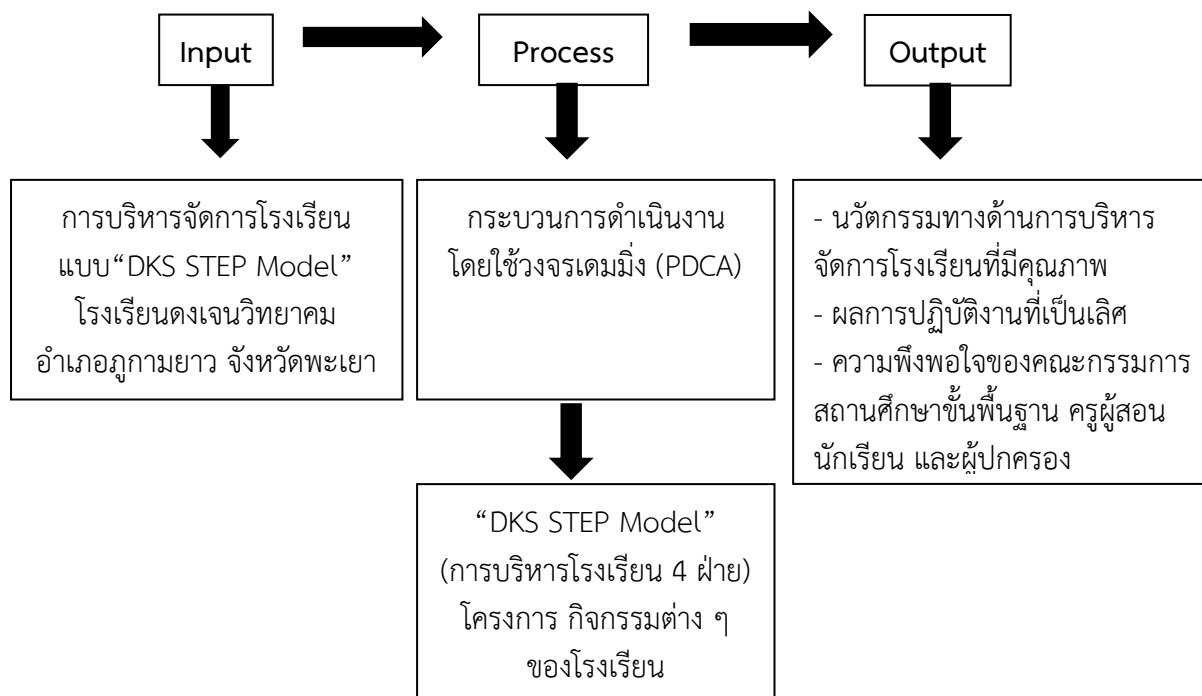 Input
Process
Output
การบริหารจัดการโรงเรียน
แบบ“DKS STEP Model”
โรงเรียนดงเจนวิทยาคม
อำเภอภูกามยาว จังหวัดพะเยา
กระบวนการดำเนินงาน
โดยใช้วงจรเดมมิ่ง (PDCA)
- นวัตกรรมทางด้านการบริหาร
จัดการโรงเรียนที่มีคุณภาพ
- ผลการปฏิบัติงานที่เป็นเลิศ
- ความพึงพอใจของคณะกรรมการ
สถานศึกษาขั้นพื้นฐาน ครูผู้สอน
นักเรียน และผู้ปกครอง
“DKS STEP Model”
(การบริหารโรงเรียน 4 ฝ่าย)
โครงการ กิจกรรมต่าง ๆ
ของโรงเรียน